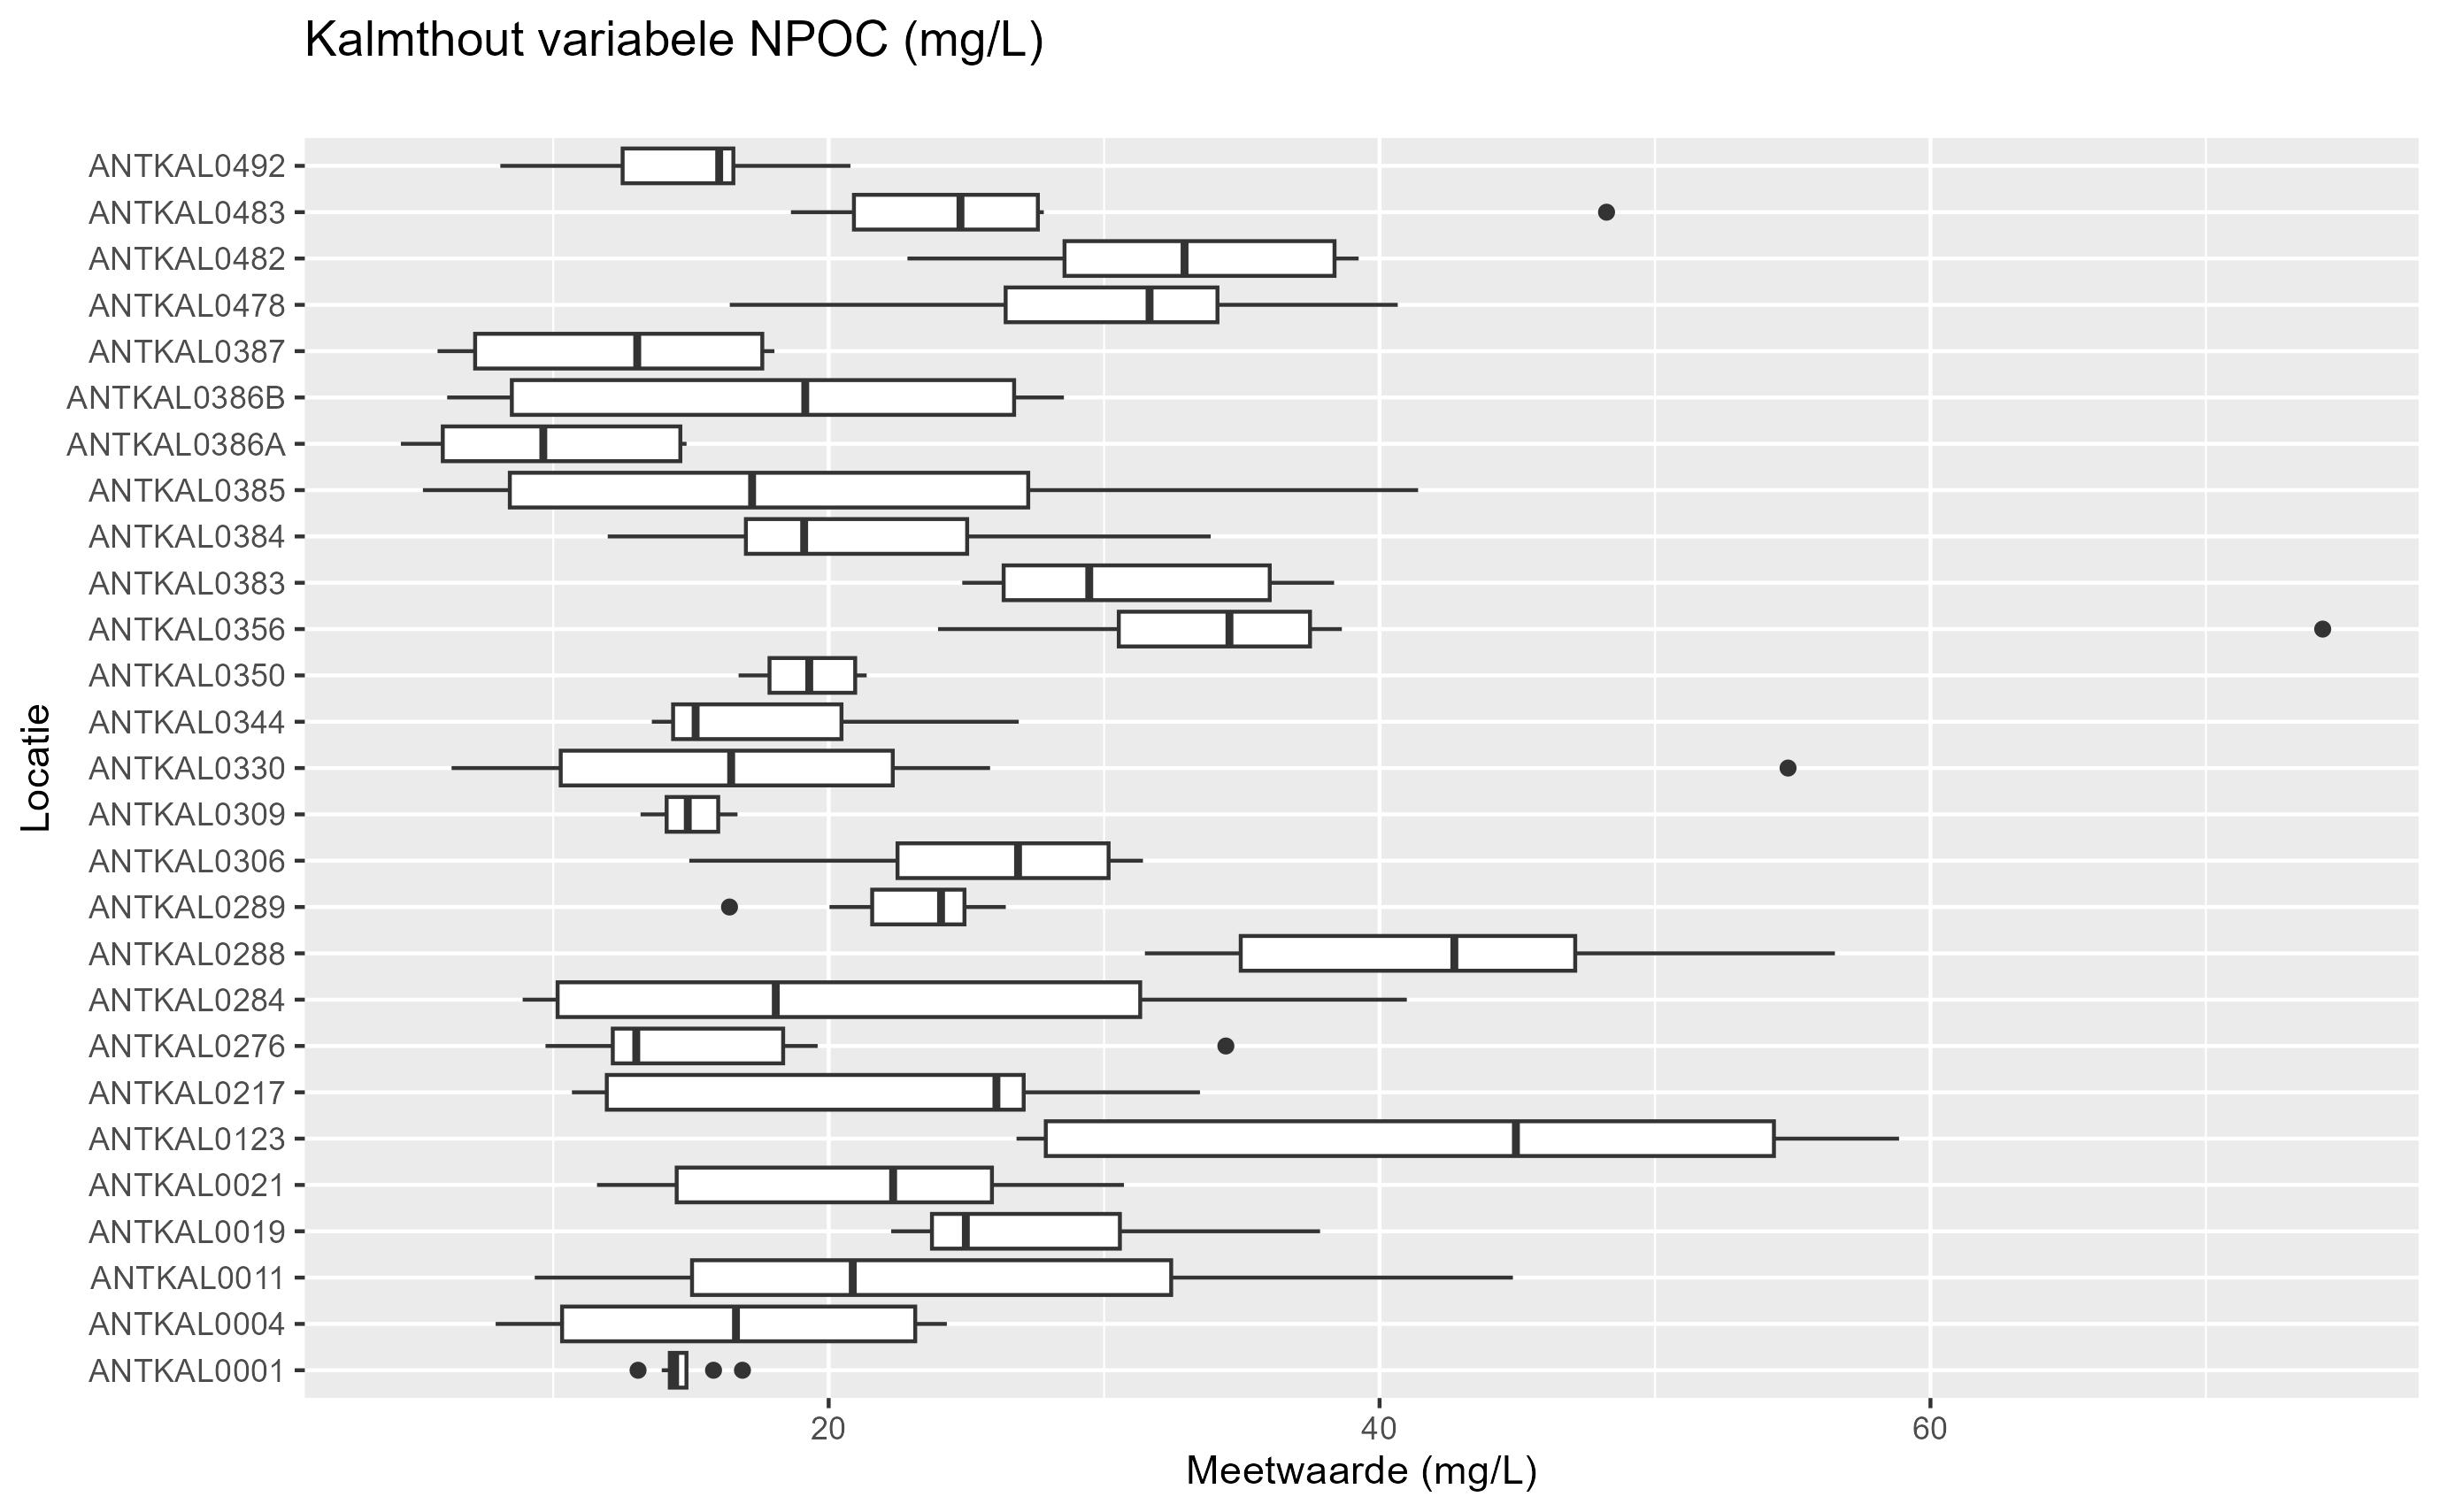 Kalmthout variabele NPOC (mg/L)
ANTKAL0492
ANTKAL0483
ANTKAL0482
ANTKAL0478
ANTKAL0387
ANTKAL0386B
ANTKAL0386A
ANTKAL0385
ANTKAL0384
ANTKAL0383
ANTKAL0356
ANTKAL0350
ANTKAL0344
ANTKAL0330
ANTKAL0309
ANTKAL0306
ANTKAL0289
ANTKAL0288
ANTKAL0284
ANTKAL0276
ANTKAL0217
ANTKAL0123
ANTKAL0021
ANTKAL0019
ANTKAL0011
ANTKAL0004
ANTKAL0001
Locatie
20 40 60
Meetwaarde (mg/L)